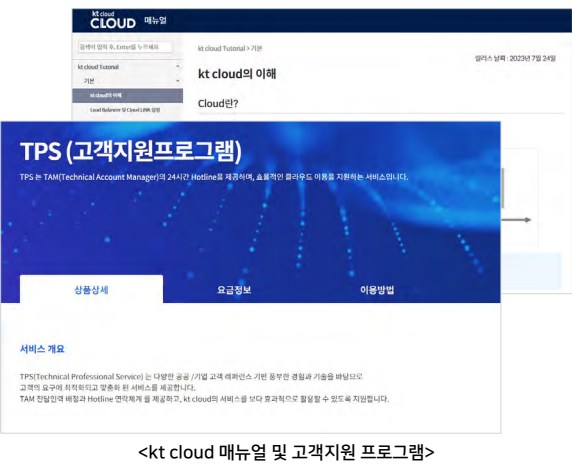 kt cloud
CLOUD 매뉴얼
검색어 입력 후, Enter를 누르세요
kt cloud Tutorial > 기본
릴리스 날짜 : 2023년 7월 24일
kt cloud Tutorial
기본
kt cloud의 이해
kt cloud의 이해
Load Balancer 및 Cloud LINK 설정
Cloud란?
TPS (고객지원프로그램)
TPS 는 TAM(Technical Account Manager)의 24시간 Hotline을 제공하며, 효율적인 클라우드 이용을 지원하는 서비스입니다.
상품상세 요금정보 이용방법
서비스 개요
TPS(Technical Professional Service) 는 다양한 공공 /기업 고객 레퍼런스 기반 풍부한 경험과 기술을 바탕으로
고객의 요구에 최적화되고 맞춤화 된 서비스를 제공합니다.
TAM 전담인력 배정과 Hotline 연락체계 를 제공하고, kt cloud의 서비스를 보다 효과적으로 활용할 수 있도록 지원합니다.
<kt cloud 매뉴얼 및 고객지원 프로그램>